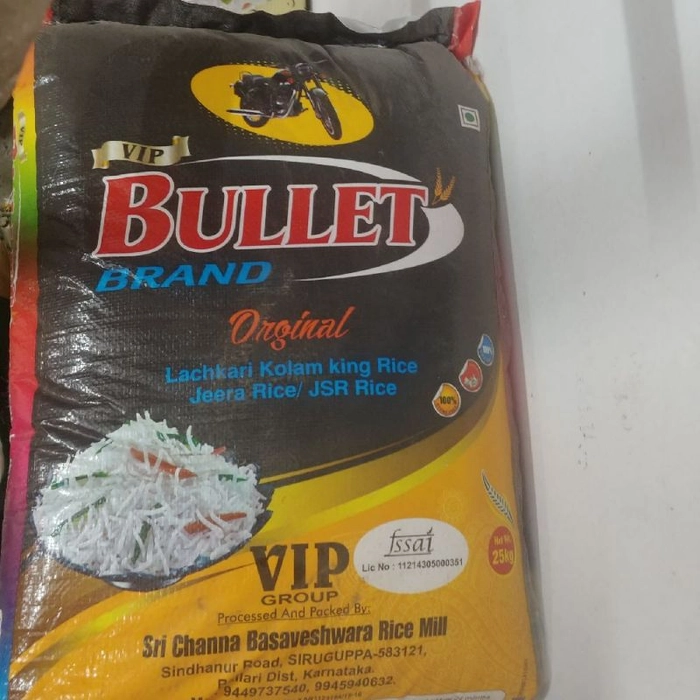 VIP
BULLET
BRAND
Orginal
Lachkari Kolam king Rice
Jeera Rice/ JSR Rice
100%
VIP
GROUP
fssai
Lic No : 11214305000351
Net Wt.
25kg
Processed And Packed By:
Sri Channa Basaveshwara Rice Mill
Sindhanur Road, SIRUGUPPA-583121,
Dist, Karnataka.
9449737540, 9945940632.